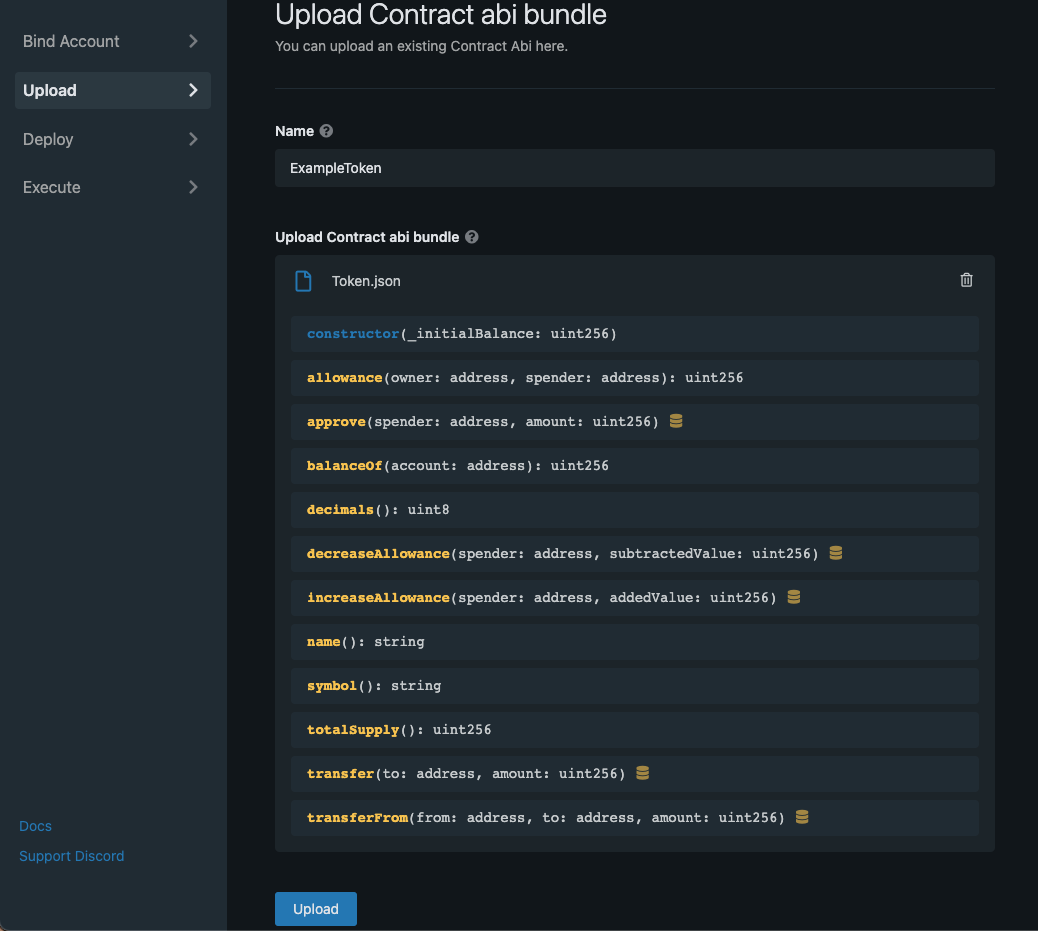 Bind Account
Upload
Deploy
Execute
Docs
Support Discord
Upload Contract abi bundle
You can upload an existing Contract Abi here.
Name
ExampleToken
Upload Contract abi bundle
Token.json
constructor(_initialBalance: uint256)
allowance(owner: address, spender: address): uint256
approve(spender: address, amount: uint256)
balanceOf(account: address): uint256
decimals(): uint8
decreaseAllowance(spender: address, subtractedValue: uint256)
increaseAllowance(spender: address, addedValue: uint256)
name(): string
symbol(): string
totalSupply(): uint256
transfer(to: address, amount: uint256)
transferFrom(from: address, to: address, amount: uint256)
Upload